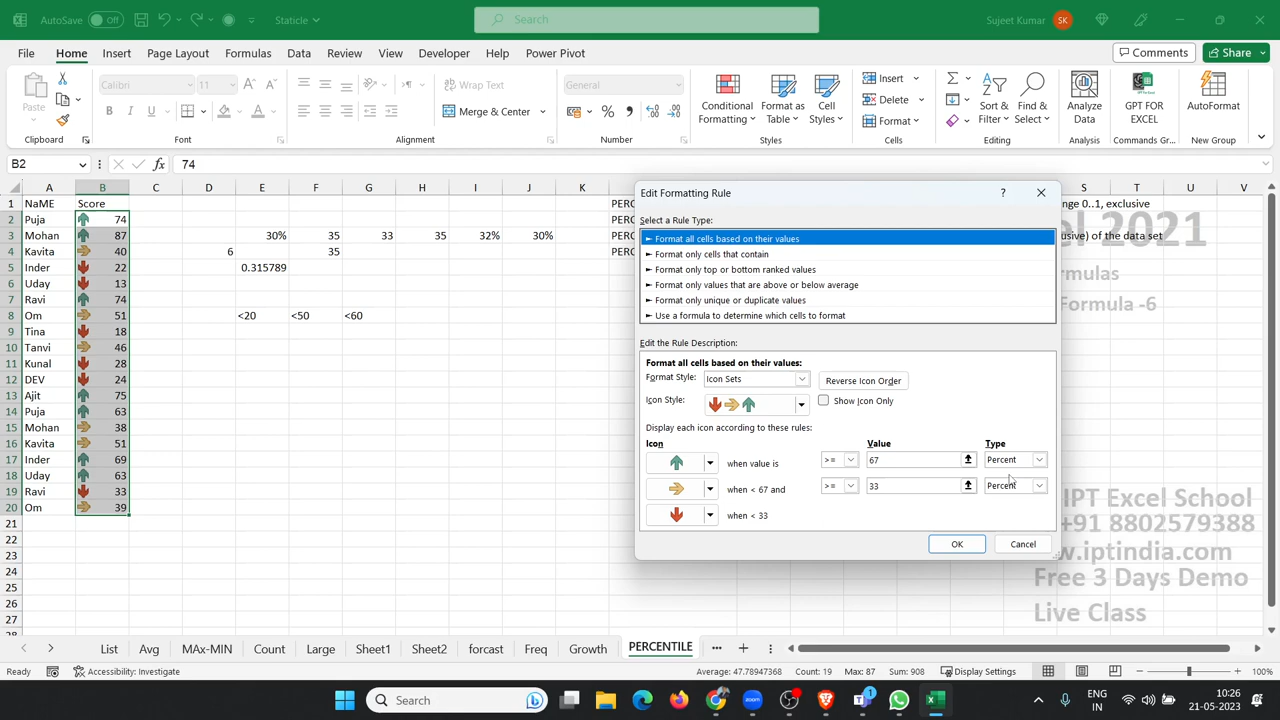 AutoSave Off Staticle Search Sujeet Kumar SK
File Home Insert Page Layout Formulas Data Review View Developer Help Power Pivot Comments Share
Paste Calibri 11 Wrap Text General
Merge & Center
Conditional Formatting Format as Table Cell Styles
Insert
Delete
Format
Sort & Filter Find & Select Analyze Data GPT FOR EXCEL AutoFormat
Clipboard Font Alignment Number Styles Cells Editing Analysis Commands Gr... New Group
B2 fx 74
A B C D E F G H I J K S T U V
1 NaME Score PERC nge 0..1, exclusive
2 Puja 74 PERC
3 Mohan 87 30% 35 33 35 32% 30% PERC usive) of the data set
4 Kavita 40 6 35 PERC
5 Inder 22 0.315789
6 Uday 13
7 Ravi 74
8 Om 51 <20 <50 <60
9 Tina 18
10 Tanvi 46
11 Kunal 28
12 DEV 24
13 Ajit 75
14 Puja 63
15 Mohan 38
16 Kavita 51
17 Inder 69
18 Uday 63
19 Ravi 33
20 Om 39
21
22
23
24
25
26
27
28
el 2021
rmulas
Formula -6
IPT Excel School
+91 8802579388
w.iptindia.com
Free 3 Days Demo
Live Class
Edit Formatting Rule ?
Select a Rule Type:
► Format all cells based on their values
► Format only cells that contain
► Format only top or bottom ranked values
► Format only values that are above or below average
► Format only unique or duplicate values
► Use a formula to determine which cells to format
Edit the Rule Description:
Format all cells based on their values:
Format Style: Icon Sets Reverse Icon Order
Icon Style: Show Icon Only
Display each icon according to these rules:
Icon Value Type
when value is >= 67 Percent
when < 67 and >= 33 Percent
when < 33
OK Cancel
List Avg MAx-MIN Count Large Sheet1 Sheet2 forcast Freq Growth PERCENTILE
Ready Accessibility: Investigate Average: 47.78947368 Count: 19 Max: 87 Sum: 908 Display Settings 100%
Search 1 ENG IN 10:26 21-05-2023